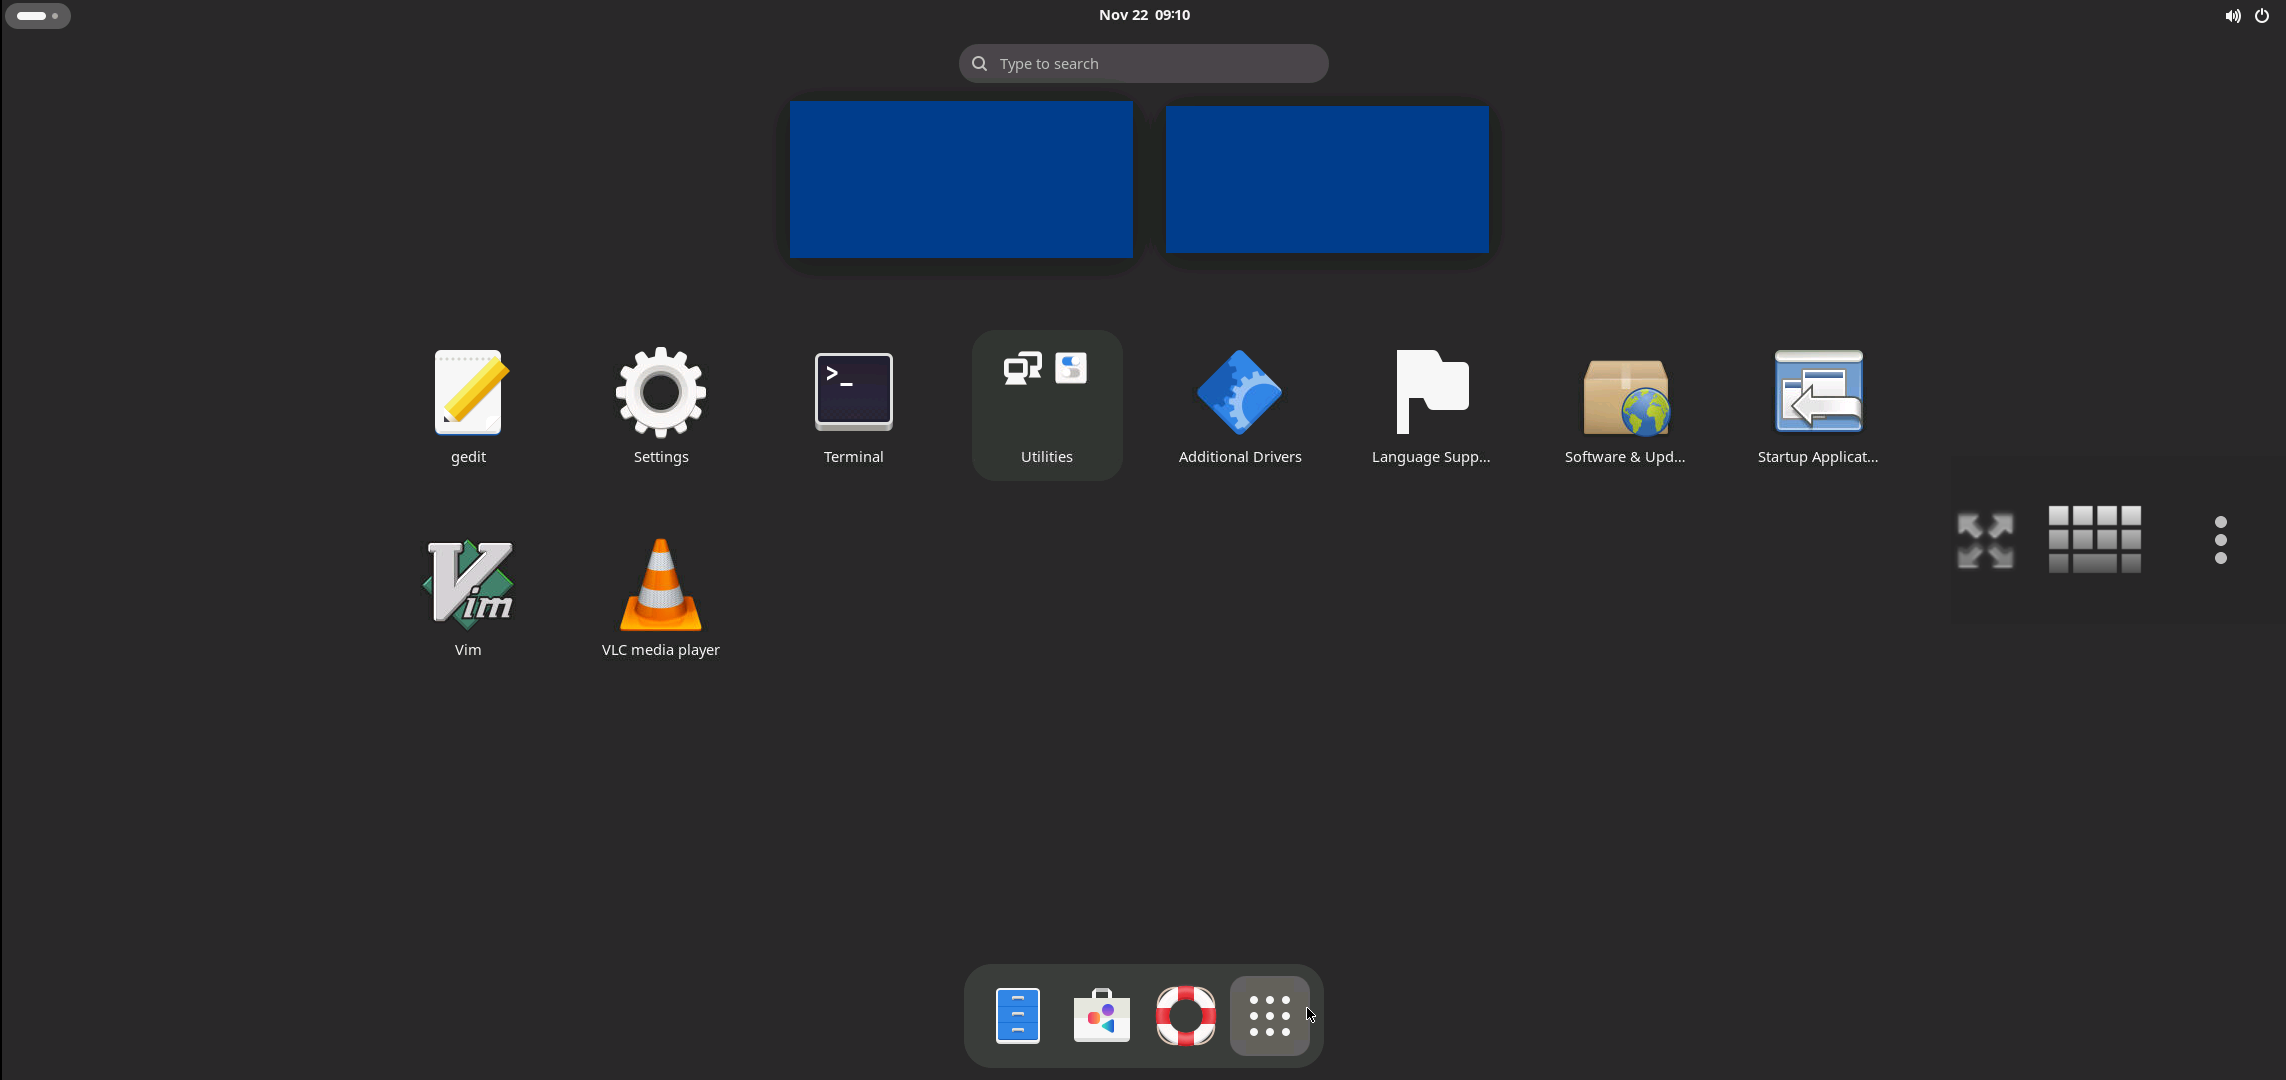 Nov 22 09:10
Type to search
>_
gedit
Settings
Terminal
Utilities
Additional Drivers
Language Supp...
Software & Upd...
Startup Applicat...
Vim
Vim
VLC media player